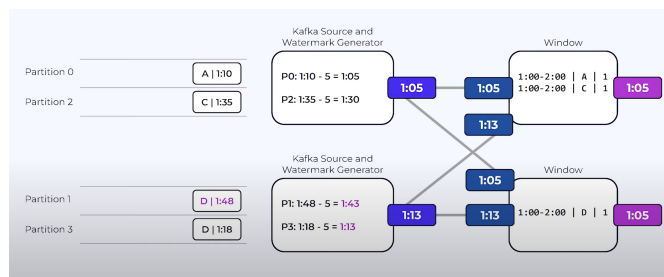 Kafka Source and
Watermark Generator
Window
Partition 0
A | 1:10
Partition 2
C | 1:35
P0: 1:10 - 5 = 1:05
P2: 1:35 - 5 = 1:30
1:05
1:05
1:13
1:00-2:00 | A | 1
1:00-2:00 | C | 1
1:05
Kafka Source and
Watermark Generator
Window
Partition 1
D | 1:48
Partition 3
D | 1:18
P1: 1:48 - 5 = 1:43
P3: 1:18 - 5 = 1:13
1:13
1:05
1:13
1:00-2:00 | D | 1
1:05